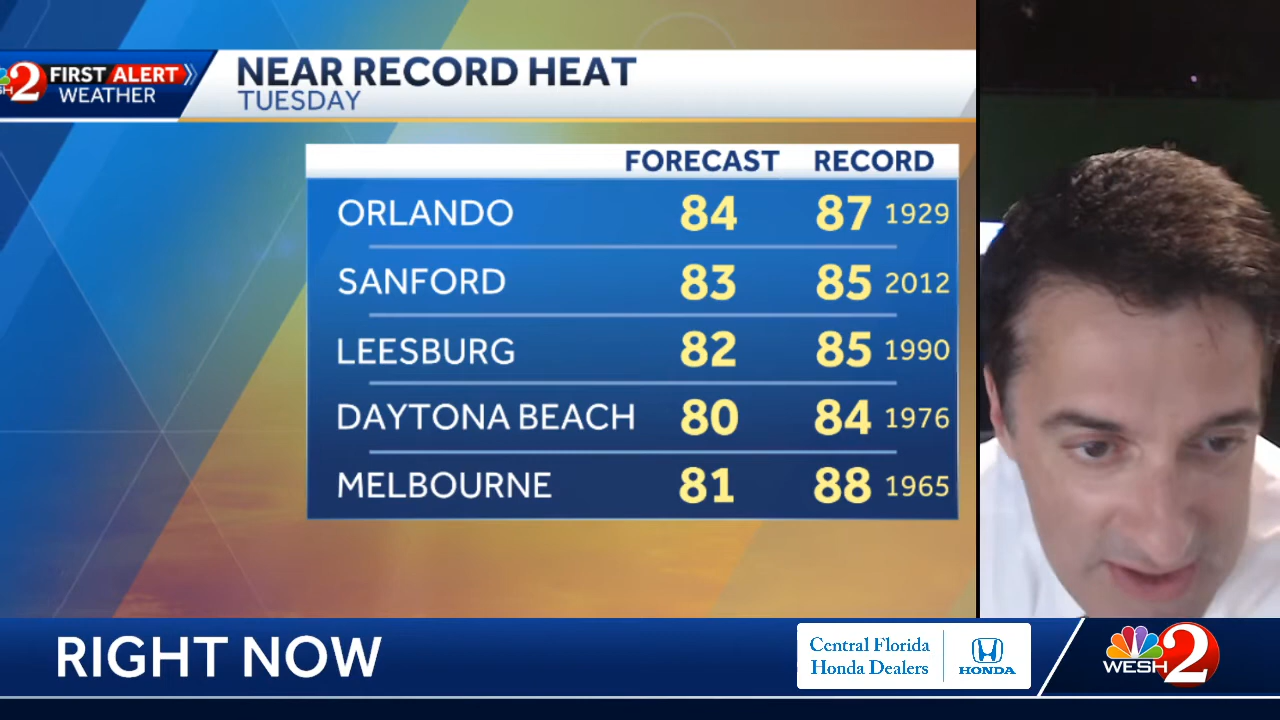 2 FIRST ALERT
WEATHER
NEAR RECORD HEAT
TUESDAY
FORECAST RECORD
ORLANDO 84 87 1929
SANFORD 83 85 2012
LEESBURG 82 85 1990
DAYTONA BEACH 80 84 1976
MELBOURNE 81 88 1965
RIGHT NOW
Central Florida
Honda Dealers
HONDA
WESH 2